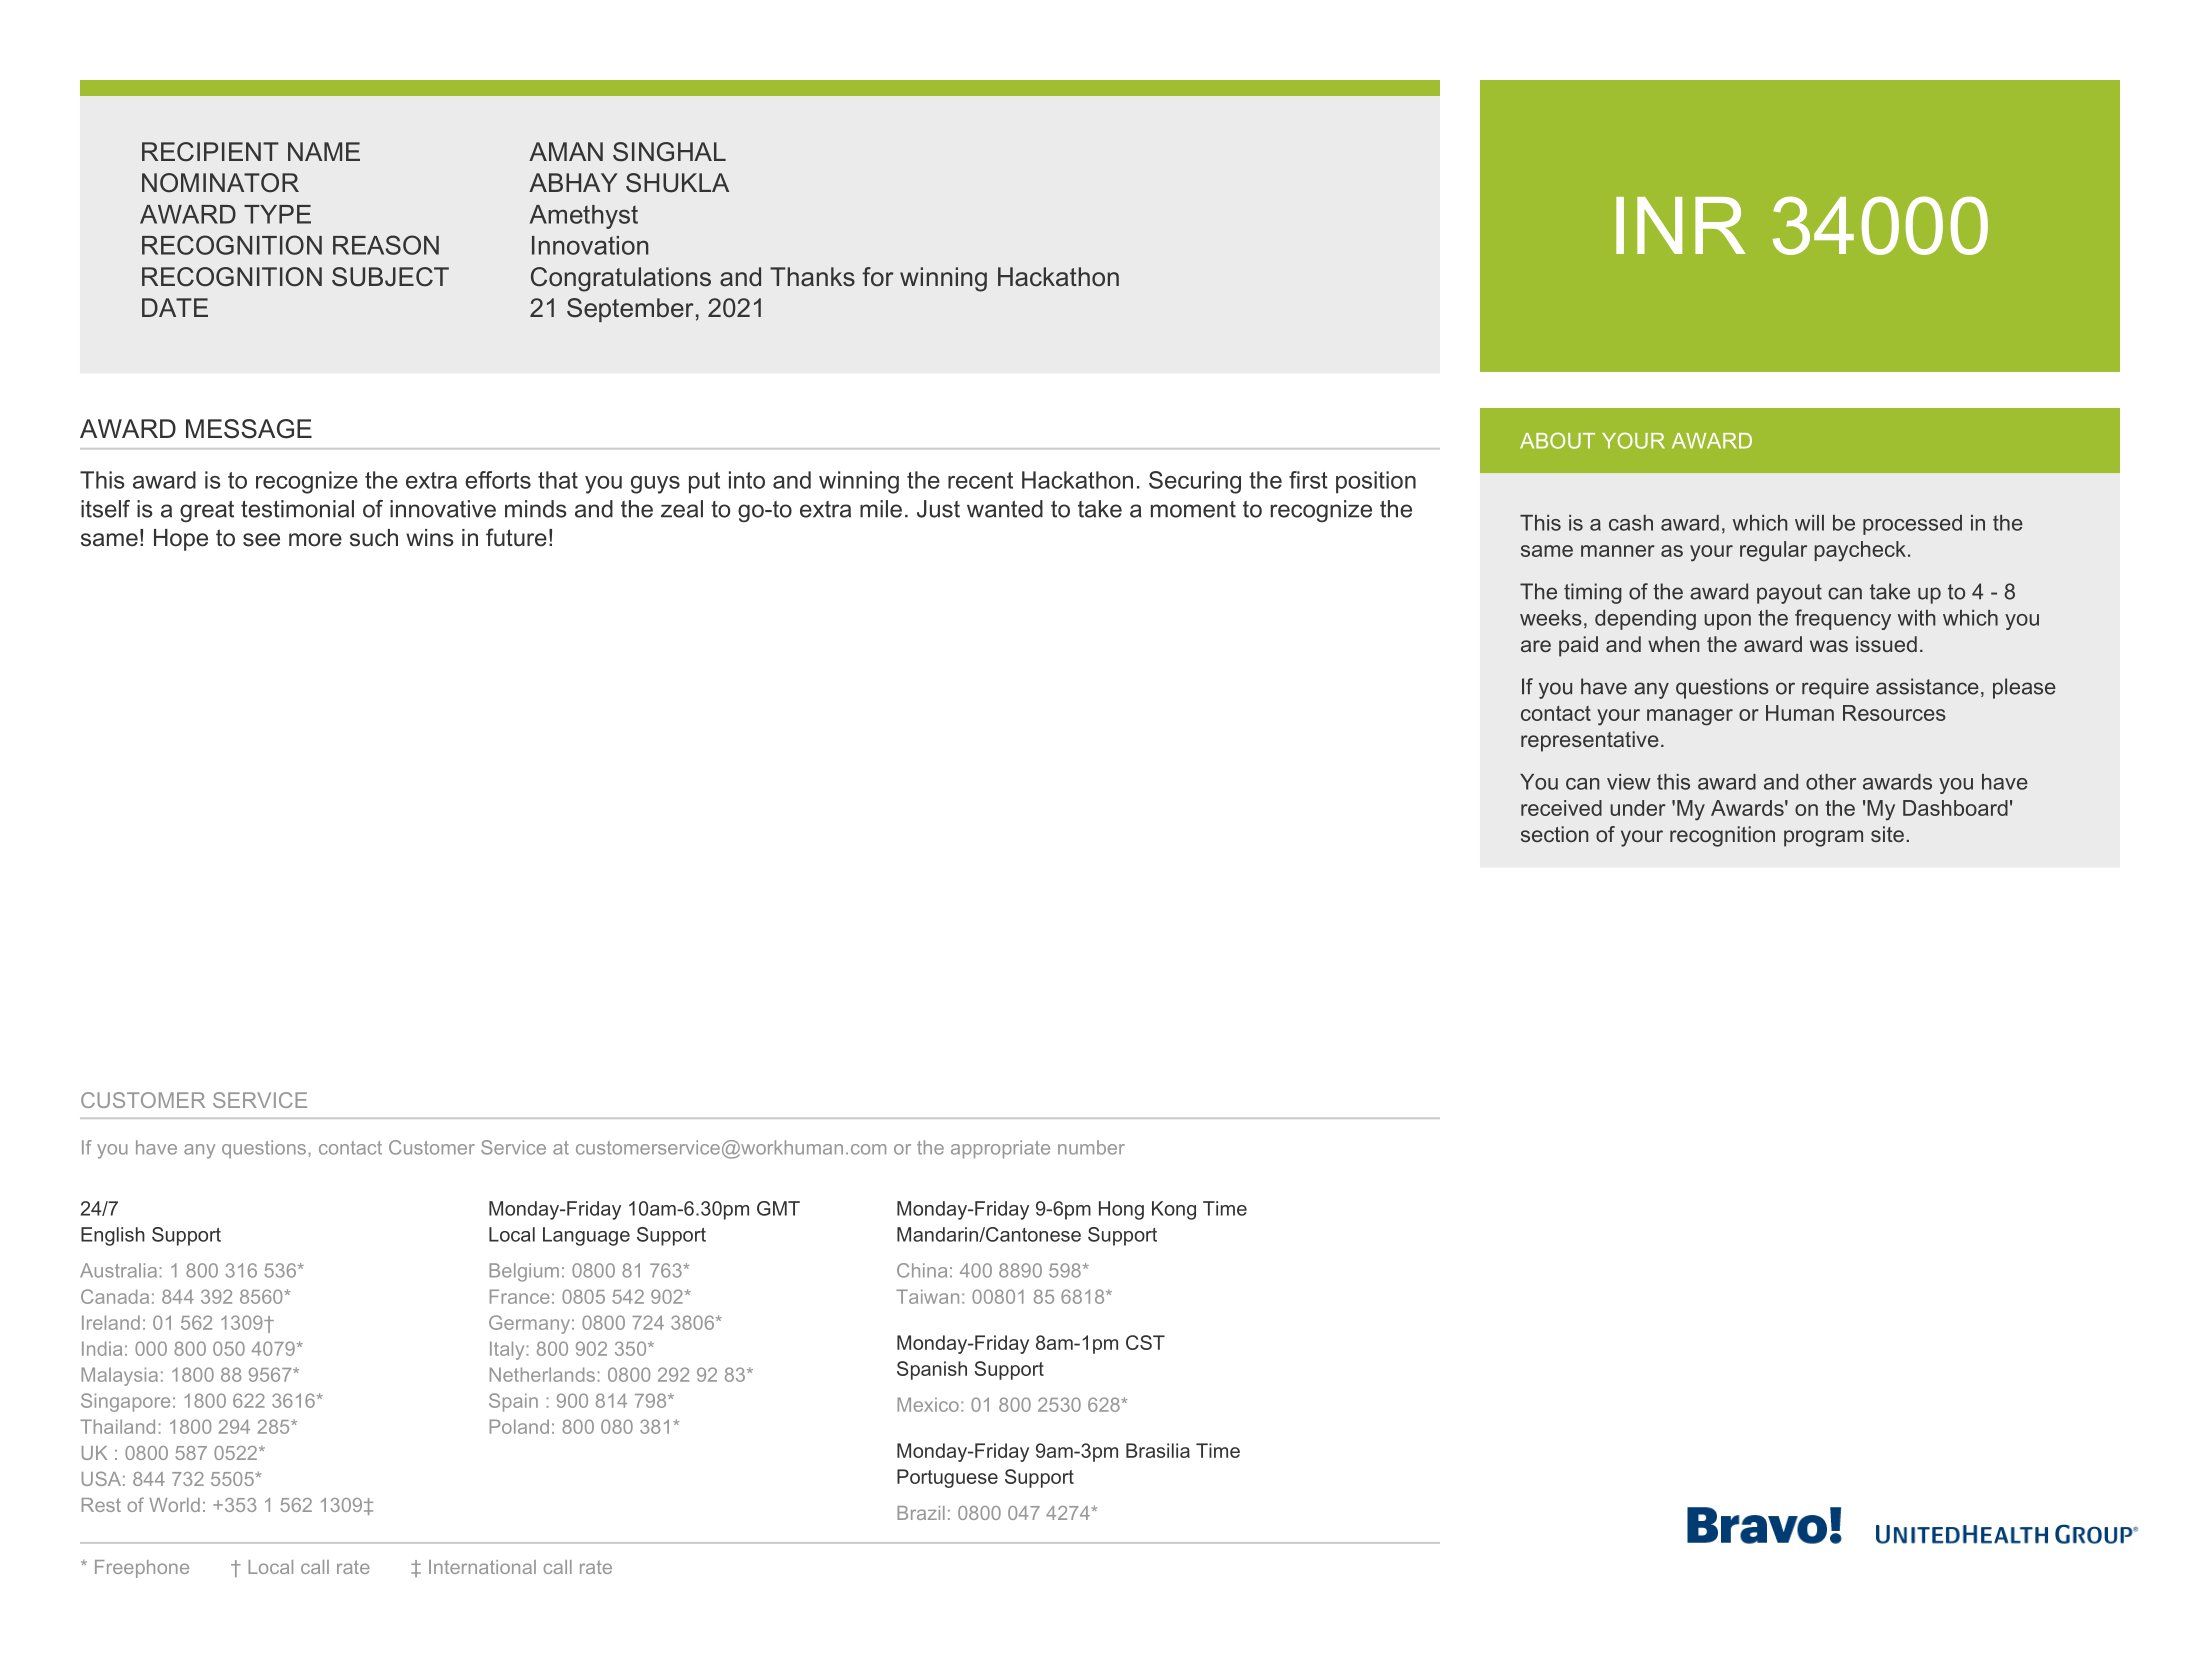 RECIPIENT NAME AMAN SINGHAL
NOMINATOR ABHAY SHUKLA
AWARD TYPE Amethyst
RECOGNITION REASON Innovation
RECOGNITION SUBJECT Congratulations and Thanks for winning Hackathon
DATE 21 September, 2021
INR 34000
AWARD MESSAGE
This award is to recognize the extra efforts that you guys put into and winning the recent Hackathon. Securing the first position
itself is a great testimonial of innovative minds and the zeal to go-to extra mile. Just wanted to take a moment to recognize the
same! Hope to see more such wins in future!
ABOUT YOUR AWARD
This is a cash award, which will be processed in the
same manner as your regular paycheck.
The timing of the award payout can take up to 4 - 8
weeks, depending upon the frequency with which you
are paid and when the award was issued.
If you have any questions or require assistance, please
contact your manager or Human Resources
representative.
You can view this award and other awards you have
received under 'My Awards' on the 'My Dashboard'
section of your recognition program site.
CUSTOMER SERVICE
If you have any questions, contact Customer Service at customerservice@workhuman.com or the appropriate number
24/7
English Support
Australia: 1 800 316 536*
Canada: 844 392 8560*
Ireland: 01 562 1309†
India: 000 800 050 4079*
Malaysia: 1800 88 9567*
Singapore: 1800 622 3616*
Thailand: 1800 294 285*
UK : 0800 587 0522*
USA: 844 732 5505*
Rest of World: +353 1 562 1309‡
Monday-Friday 10am-6.30pm GMT
Local Language Support
Belgium: 0800 81 763*
France: 0805 542 902*
Germany: 0800 724 3806*
Italy: 800 902 350*
Netherlands: 0800 292 92 83*
Spain : 900 814 798*
Poland: 800 080 381*
Monday-Friday 9-6pm Hong Kong Time
Mandarin/Cantonese Support
China: 400 8890 598*
Taiwan: 00801 85 6818*
Monday-Friday 8am-1pm CST
Spanish Support
Mexico: 01 800 2530 628*
Monday-Friday 9am-3pm Brasilia Time
Portuguese Support
Brazil: 0800 047 4274*
* Freephone † Local call rate ‡ International call rate
Bravo! UNITEDHEALTH GROUP®